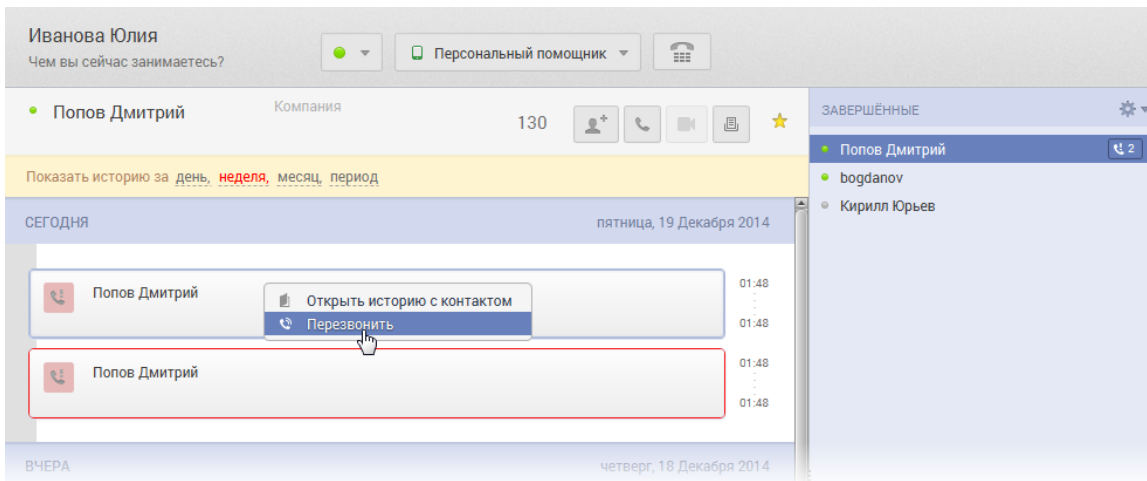 Иванова Юлия
Чем вы сейчас занимаетесь?
Персональный помощник
Попов Дмитрий
Компания
130
Показать историю за день, неделя, месяц, период
СЕГОДНЯ
пятница, 19 Декабря 2014
Попов Дмитрий
01:48
01:48
Открыть историю с контактом
Перезвонить
Попов Дмитрий
01:48
01:48
ВЧЕРА
четверг, 18 Декабря 2014
ЗАВЕРШЁННЫЕ
Попов Дмитрий
2
bogdanov
Кирилл Юрьев